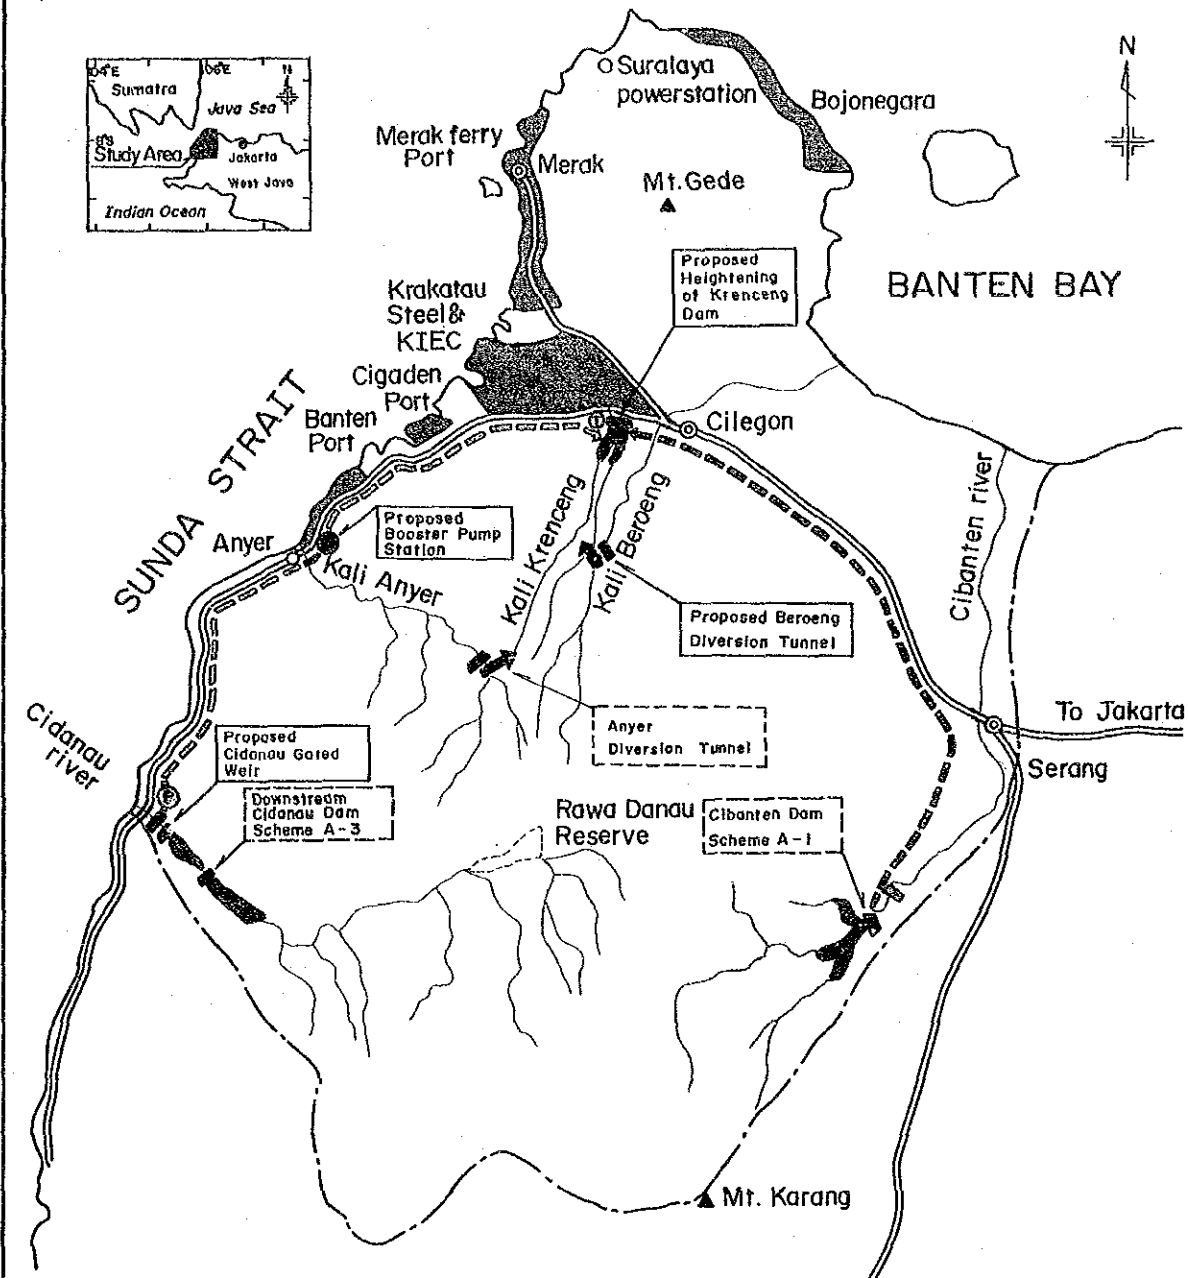 04°E
06°E
N
Sumatra
Java Sea
Study Area
Jakarta
West Java
Indian Ocean
N
Suralaya
powerstation
Bojonegara
Merak ferry
Port
Merak
Mt. Gede
Proposed
Heightening
of Krenceng
Dam
BANTEN BAY
Krakatau
Steel &
KIEC
Cigaden
Port
Banten
Port
Cilegon
SUNDA STRAIT
Cibanten river
Anyer
Proposed
Booster Pump
Station
Kali Anyer
Kali Krenceng
Kali Beroeng
Proposed Beroeng
Diversion Tunnel
Cidanau
river
Proposed
Cidanau Gated
Weir
Anyer
Diversion Tunnel
To Jakarta
Serang
P
Downstream
Cidanau Dam
Scheme A-3
Rawa Danau
Reserve
Cibanten Dam
Scheme A-1
Mt. Karang